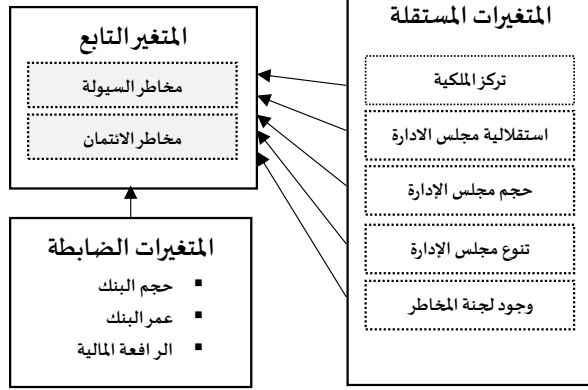 المتغيرات المستقلة
تركز الملكية
استقلالية مجلس الادارة
حجم مجلس الإدارة
تنوع مجلس الإدارة
وجود لجنة المخاطر
المتغير التابع
مخاطر السيولة
مخاطر الائتمان
المتغيرات الضابطة
▪ حجم البنك
▪ عمر البنك
▪ الرافعة المالية